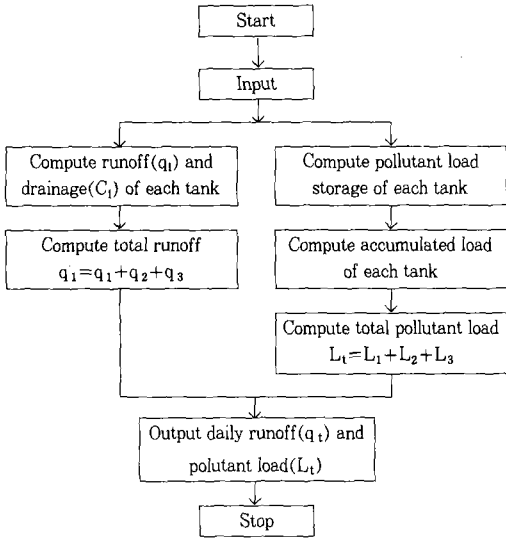 Start
Input
Compute runoff(q₁) and
drainage(C₁) of each tank
Compute total runoff
q₁=q₁+q₂+q₃
Compute pollutant load
storage of each tank
Compute accumulated load
of each tank
Compute total pollutant load
Lₜ=L₁+L₂+L₃
Output daily runoff(qₜ) and
polutant load(Lₜ)
Stop